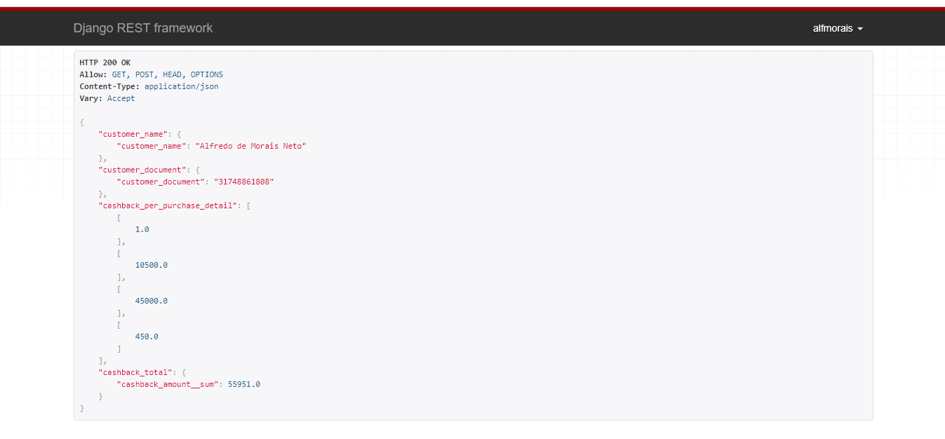 Django REST framework
alfmorais
HTTP 200 OK
Allow: GET, POST, HEAD, OPTIONS
Content-Type: application/json
Vary: Accept
{
"customer_name": {
"customer_name": "Alfredo de Morais Neto"
},
"customer_document": {
"customer_document": "31748861808"
},
"cashback_per_purchase_detail": [
[
1.0
],
[
10500.0
],
[
45000.0
],
[
450.0
]
],
"cashback_total": {
"cashback_amount__sum": 55951.0
}
}